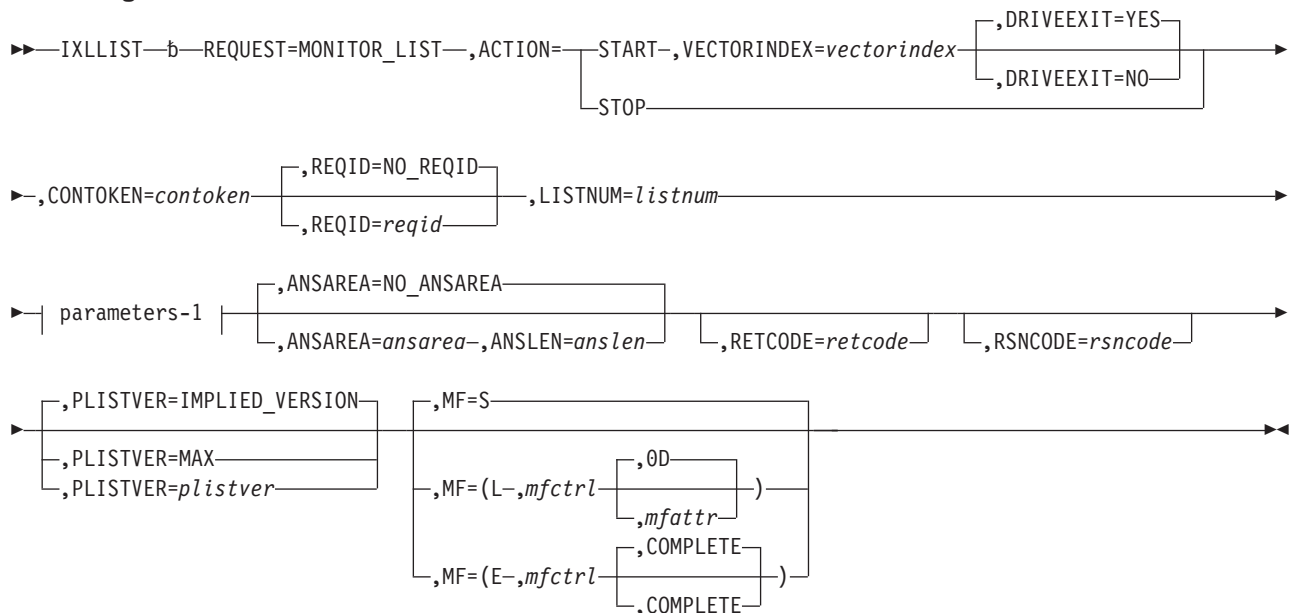 ,DRIVEEXIT=YES
IXLLIST ƀ REQUEST=MONITOR_LIST ,ACTION= START ,VECTORINDEX=vectorindex
,DRIVEEXIT=NO
STOP
,REQID=NO_REQID
,CONTOKEN=contoken ,LISTNUM=listnum
,REQID=reqid
,ANSAREA=NO_ANSAREA
parameters-1
,ANSAREA=ansarea ,ANSLEN=anslen ,RETCODE=retcode ,RSNCODE=rsncode
,PLISTVER=IMPLIED_VERSION ,MF=S
,PLISTVER=MAX ,0D
,PLISTVER=plistver ,MF=(L ,mfctrl )
,mfattr
,COMPLETE
,MF=(E ,mfctrl )
,COMPLETE